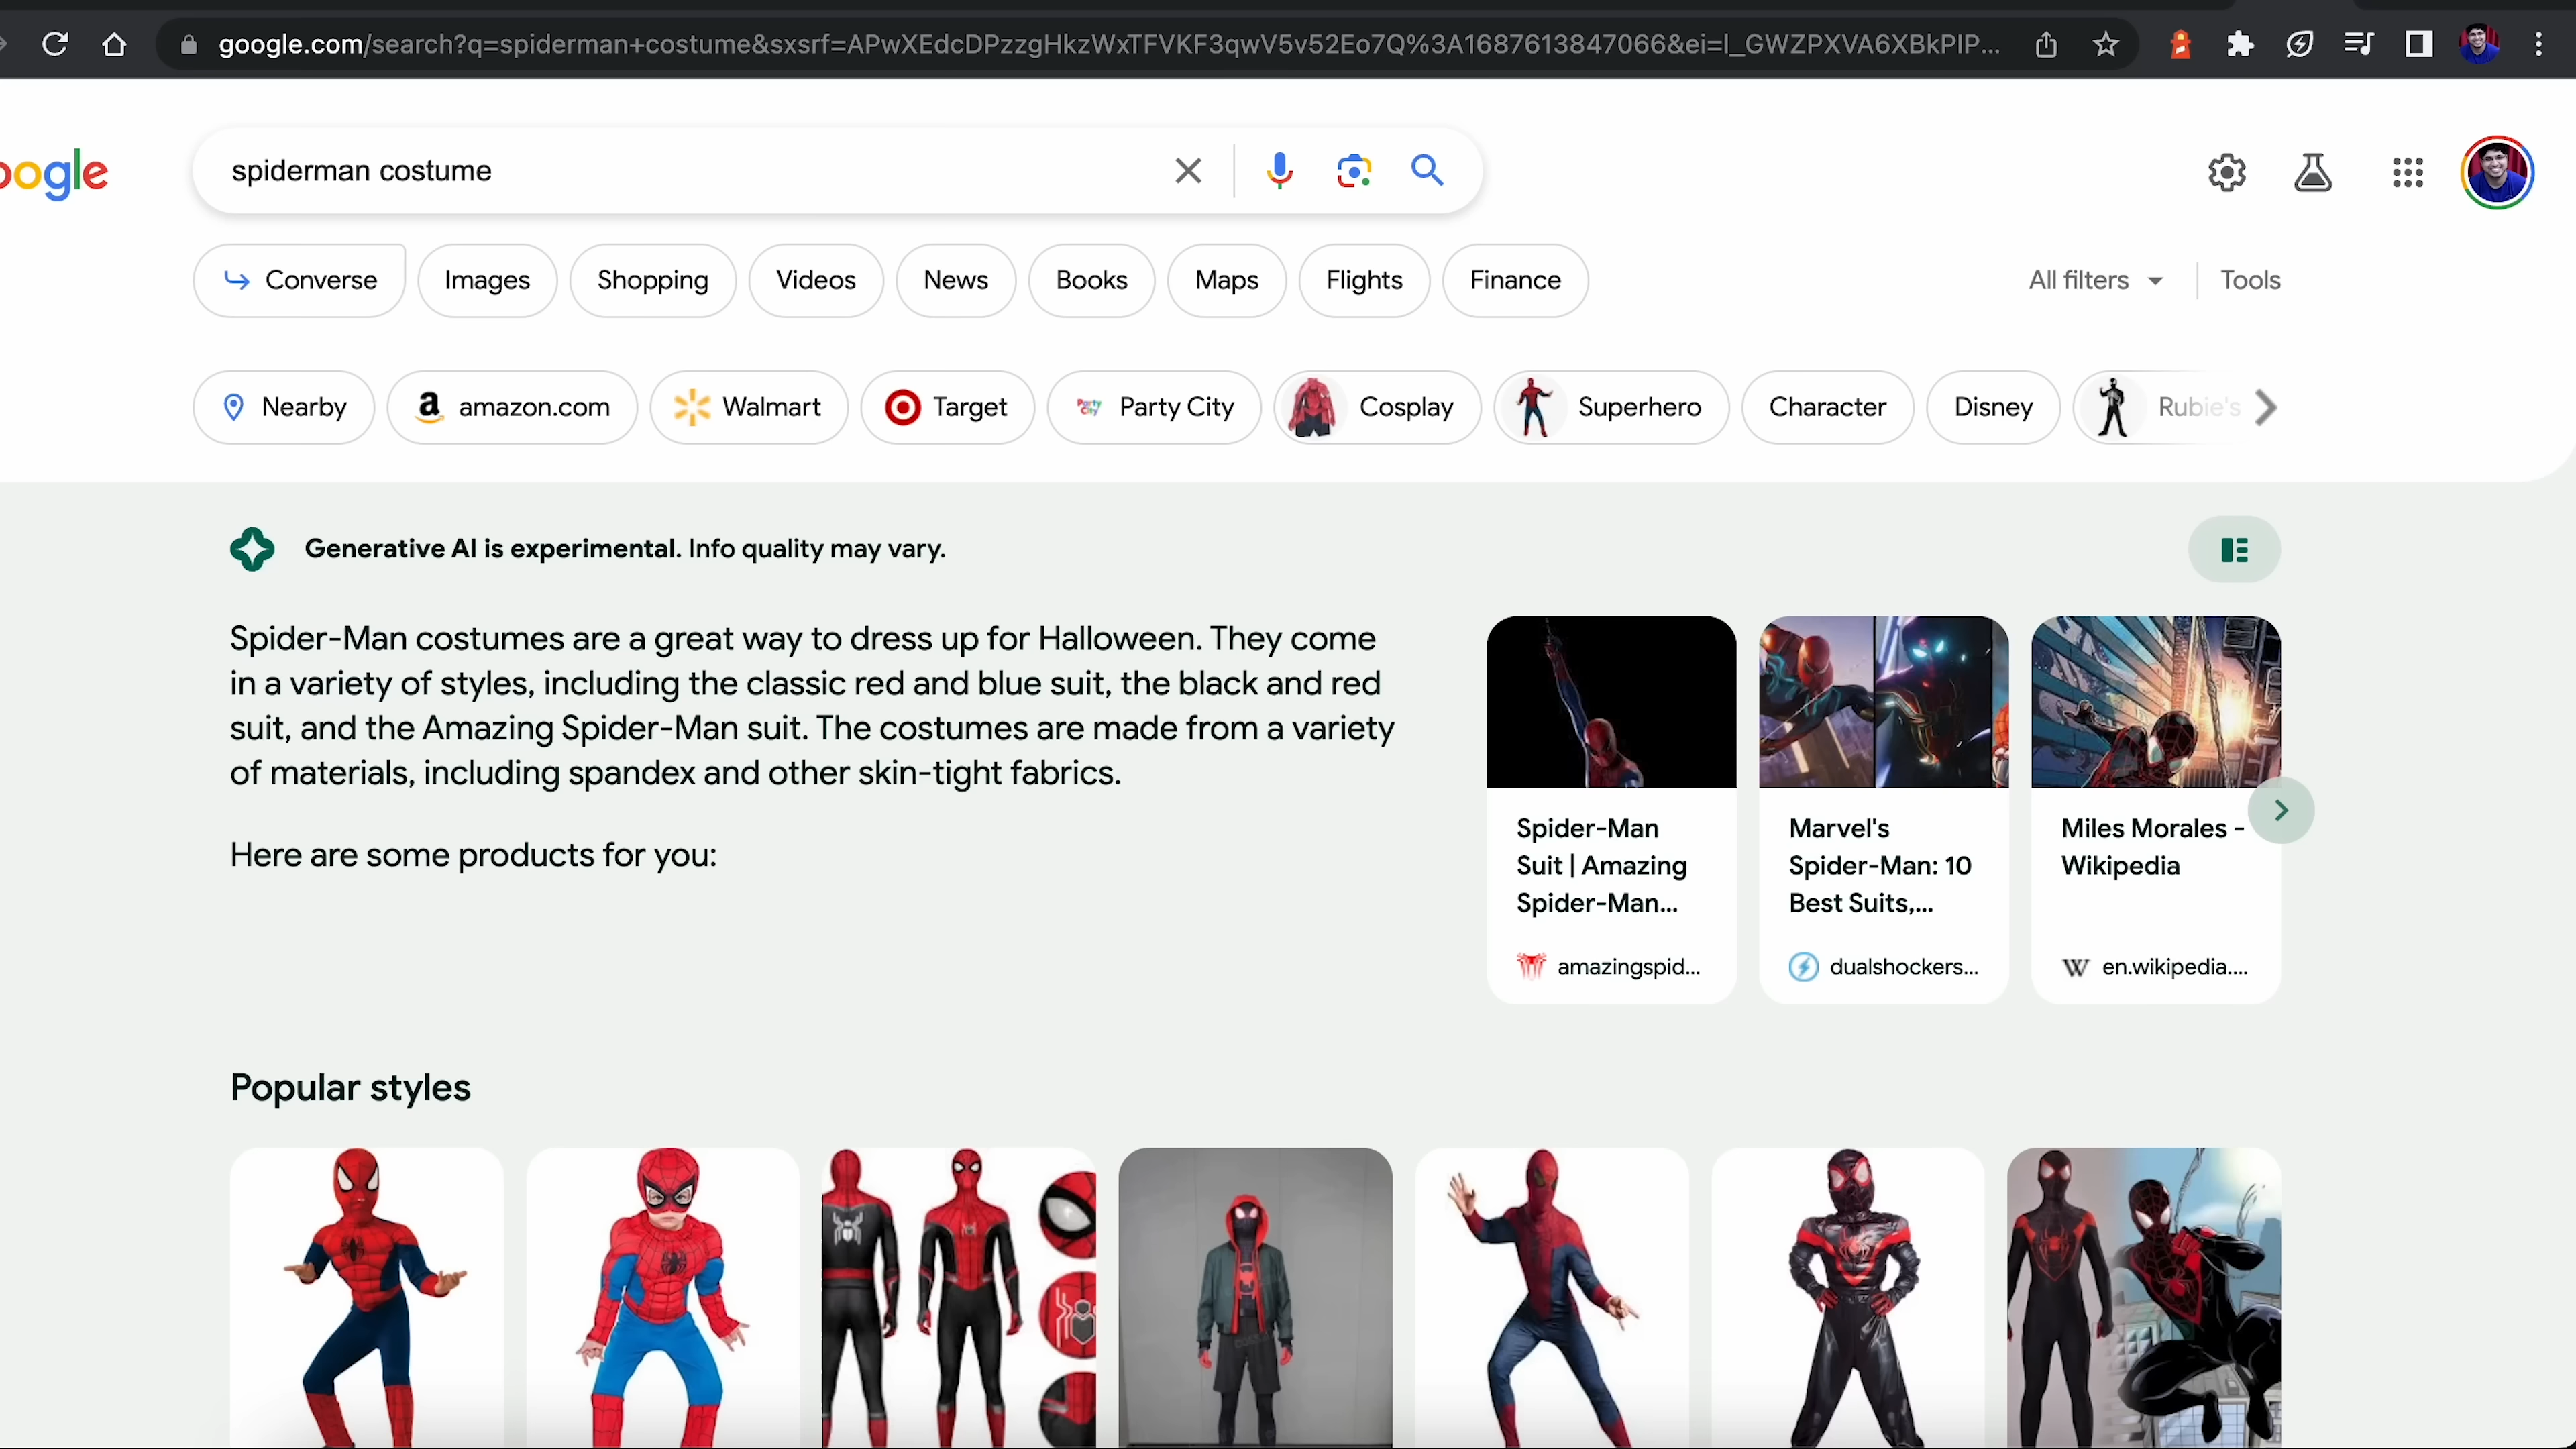 google.com/search?q=spiderman+costume&sxsrf=APwXEdcDPzzgHkzWxTFVKF3qwV5v52Eo7Q%3A1687613847066&ei=l_GWZPXVA6XBkPIP...
oogle
spiderman costume
Converse
Images
Shopping
Videos
News
Books
Maps
Flights
Finance
All filters
Tools
Nearby
amazon.com
Walmart
Target
Party City
Party City
Cosplay
Superhero
Character
Disney
Rubie's
Generative AI is experimental. Info quality may vary.
Spider-Man costumes are a great way to dress up for Halloween. They come
in a variety of styles, including the classic red and blue suit, the black and red
suit, and the Amazing Spider-Man suit. The costumes are made from a variety
of materials, including spandex and other skin-tight fabrics.
Here are some products for you:
Spider-Man
Suit | Amazing
Spider-Man...
amazingspid...
Marvel's
Spider-Man: 10
Best Suits,...
dualshockers...
Miles Morales -
Wikipedia
W en.wikipedia....
Popular styles